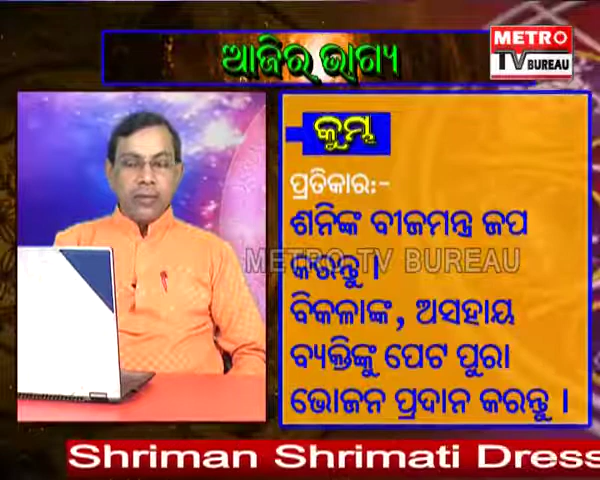 ଆଜିର ଭାଗ୍ୟ
METRO
TV BUREAU
କୁମ୍ଭ
ପ୍ରତିକାର:-
ଶନିଙ୍କ ବୀଜମନ୍ତ୍ର ଜପ
କରନ୍ତୁ ।
METRO TV BUREAU
ବିକଳାଙ୍କ, ଅସହାୟ
ବ୍ୟକ୍ତିଙ୍କୁ ପେଟ ପୁରା
ଭୋଜନ ପ୍ରଦାନ କରନ୍ତୁ ।
Shriman Shrimati Dress